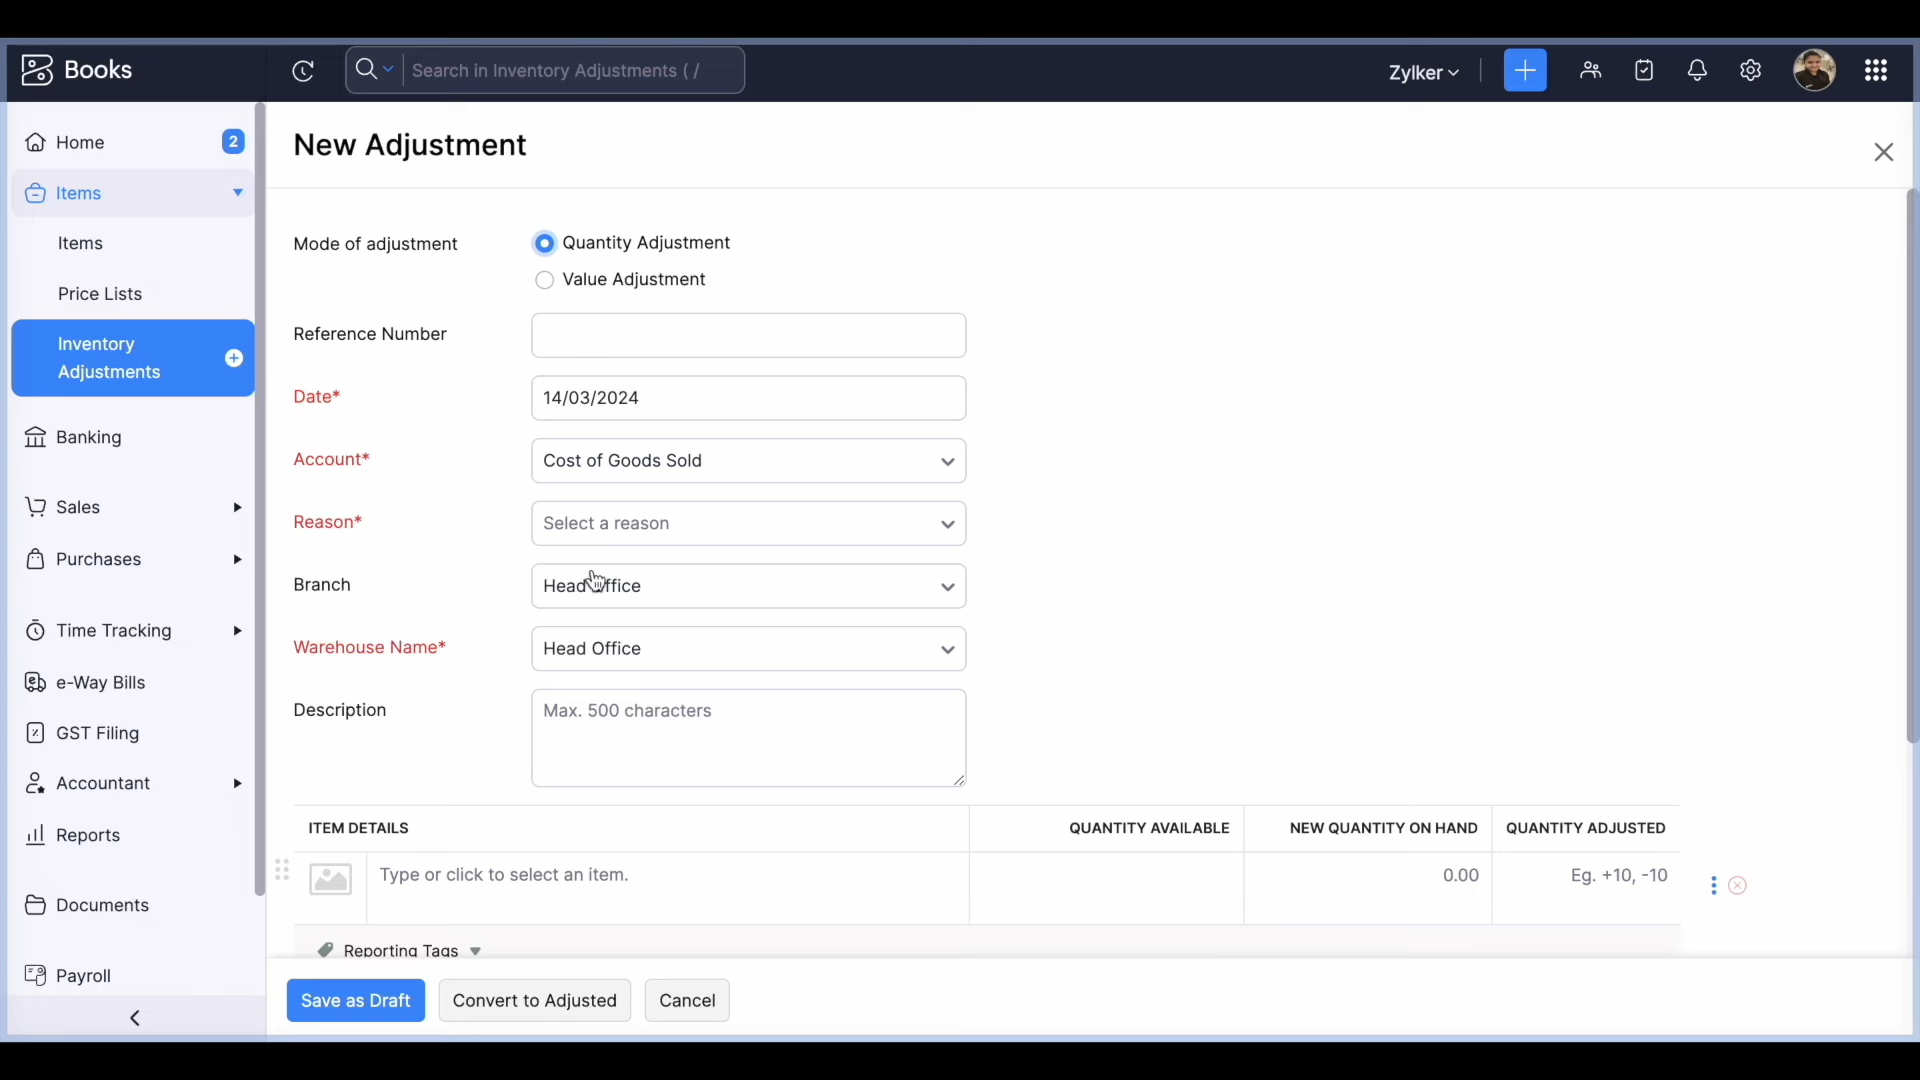 Books
Search in Inventory Adjustments ( /
Zylker
Home
2
Items
Items
Price Lists
Inventory
Adjustments
Banking
Sales
Purchases
Time Tracking
e-Way Bills
GST Filing
Accountant
Reports
Documents
Payroll
New Adjustment
Mode of adjustment
Quantity Adjustment
Value Adjustment
Reference Number
Date*
14/03/2024
Account*
Cost of Goods Sold
Reason*
Select a reason
Branch
Head Office
Warehouse Name*
Head Office
Description
Max. 500 characters
ITEM DETAILS
QUANTITY AVAILABLE
NEW QUANTITY ON HAND
QUANTITY ADJUSTED
Type or click to select an item.
0.00
Eg. +10, -10
Reporting Tags
Save as Draft
Convert to Adjusted
Cancel